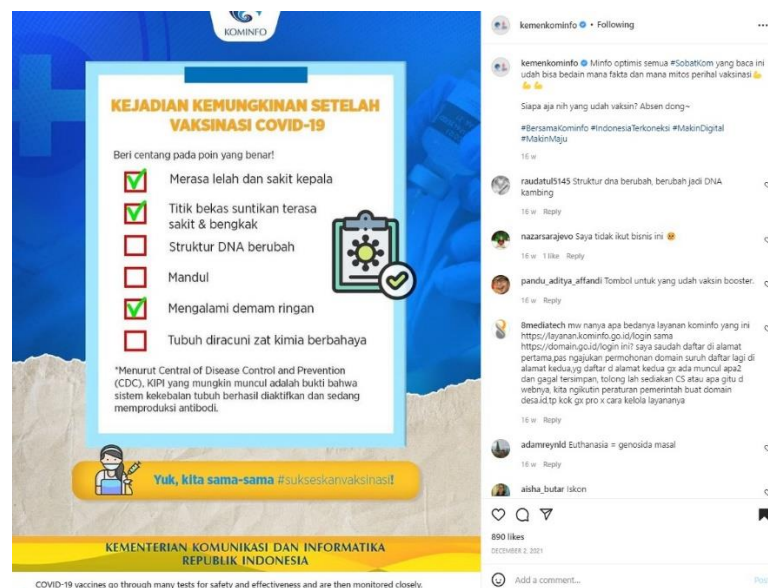 KOMINFO
KEJADIAN KEMUNGKINAN SETELAH
VAKSINASI COVID-19
Beri centang pada poin yang benar!
Merasa lelah dan sakit kepala
Titik bekas suntikan terasa
sakit & bengkak
Struktur DNA berubah
Mandul
Mengalami demam ringan
Tubuh diracuni zat kimia berbahaya
*Menurut Central of Disease Control and Prevention
(CDC), KIPI yang mungkin muncul adalah bukti bahwa
sistem kekebalan tubuh berhasil diaktifkan dan sedang
memproduksi antibodi.
Yuk, kita sama-sama #sukseskanvaksinasi!
KEMENTERIAN KOMUNIKASI DAN INFORMATIKA
REPUBLIK INDONESIA
COVID-19 vaccines go through many tests for safety and effectiveness and are then monitored closely.
kemenkominfo • Following
kemenkominfo Minfo optimis semua #SobatKom yang baca ini
udah bisa bedain mana fakta dan mana mitos perihal vaksinasi💪
💪💪
Siapa aja nih yang udah vaksin? Absen dong~
#BersamaKominfo #IndonesiaTerkoneksi #MakinDigital
#MakinMaju
16 w
raudatul5145 Struktur dna berubah, berubah jadi DNA
kambing
16 w Reply
nazarsarajevo Saya tidak ikut bisnis ini
16 w 1 like Reply
pandu_aditya_affandi Tombol untuk yang udah vaksin booster.
16 w Reply
8mediatech mw nanya apa bedanya layanan kominfo yang ini
https://layanan.kominfo.go.id/login sama
https://domain.go.id/login ini? saya saudah daftar di alamat
pertama,pas ngajukan permohonan domain suruh daftar lagi di
alamat kedua,yg daftar d alamat kedua gx ada muncul apa2
dan gagal tersimpan, tolong lah sediakan CS atau apa gitu d
webnya, kita ngikutin peraturan pemerintah buat domain
desa.id,tp kok gx pro x cara kelola layananya
16 w Reply
adamreynld Euthanasia = genosida masal
16 w Reply
aisha_butar Iskon
890 likes
DECEMBER 2, 2021
Add a comment...
Post